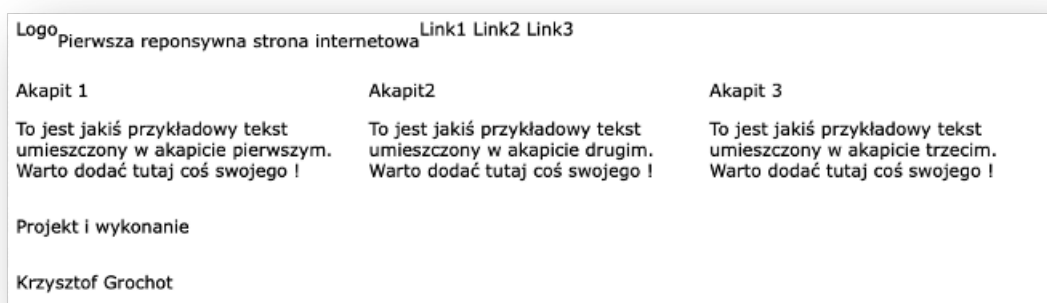 Logo Pierwsza reponsywna strona internetowa Link1 Link2 Link3
Akapit 1
To jest jakiś przykładowy tekst
umieszczony w akapicie pierwszym.
Warto dodać tutaj coś swojego !
Akapit2
To jest jakiś przykładowy tekst
umieszczony w akapicie drugim.
Warto dodać tutaj coś swojego !
Akapit 3
To jest jakiś przykładowy tekst
umieszczony w akapicie trzecim.
Warto dodać tutaj coś swojego !
Projekt i wykonanie
Krzysztof Grochot